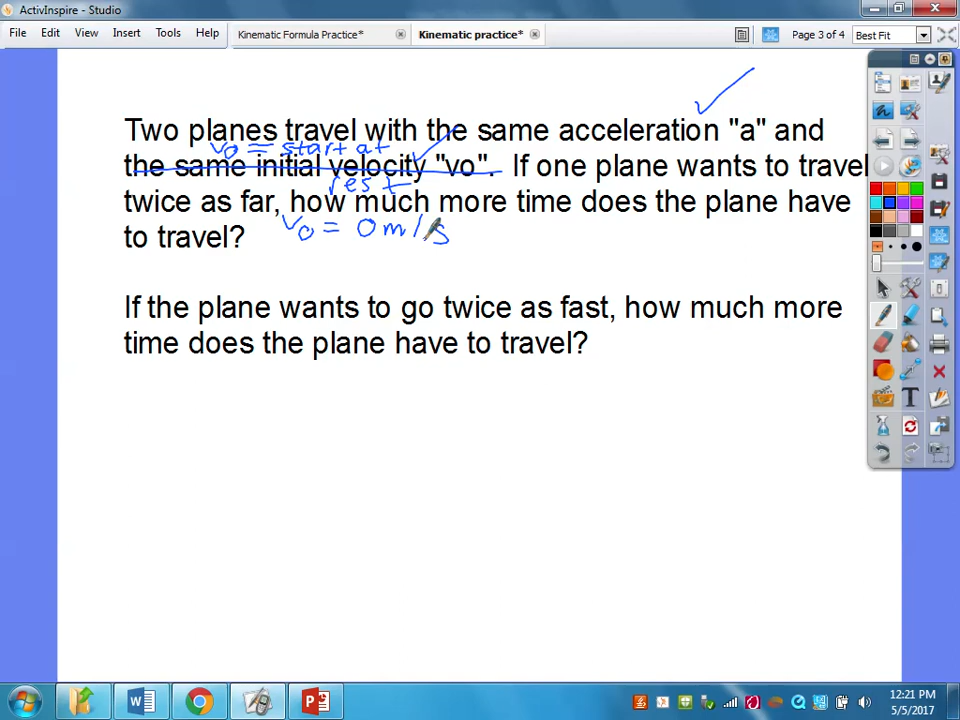 ActivInspire - Studio
File Edit View Insert Tools Help
Kinematic Formula Practice*
Kinematic practice*
Page 3 of 4
Best Fit
Two planes travel with the same acceleration "a" and
vo = start at
the same initial velocity "vo". If one plane wants to travel
rest
twice as far, how much more time does the plane have
vo = 0m/s
to travel?
If the plane wants to go twice as fast, how much more
time does the plane have to travel?
12:21 PM
5/5/2017